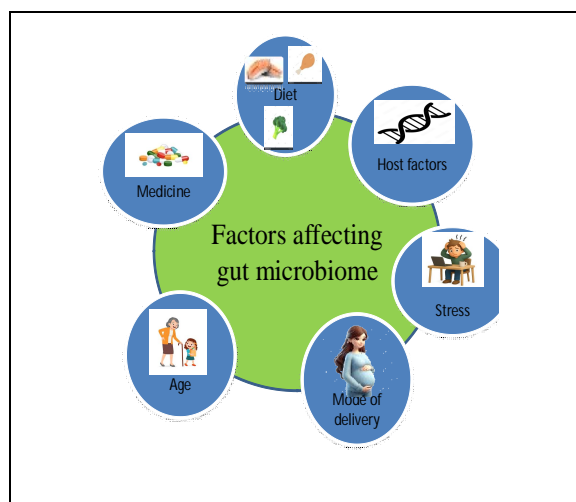 Diet
Host factors
Medicine
Factors affecting
gut microbiome
Stress
Age
Mode of
delivery